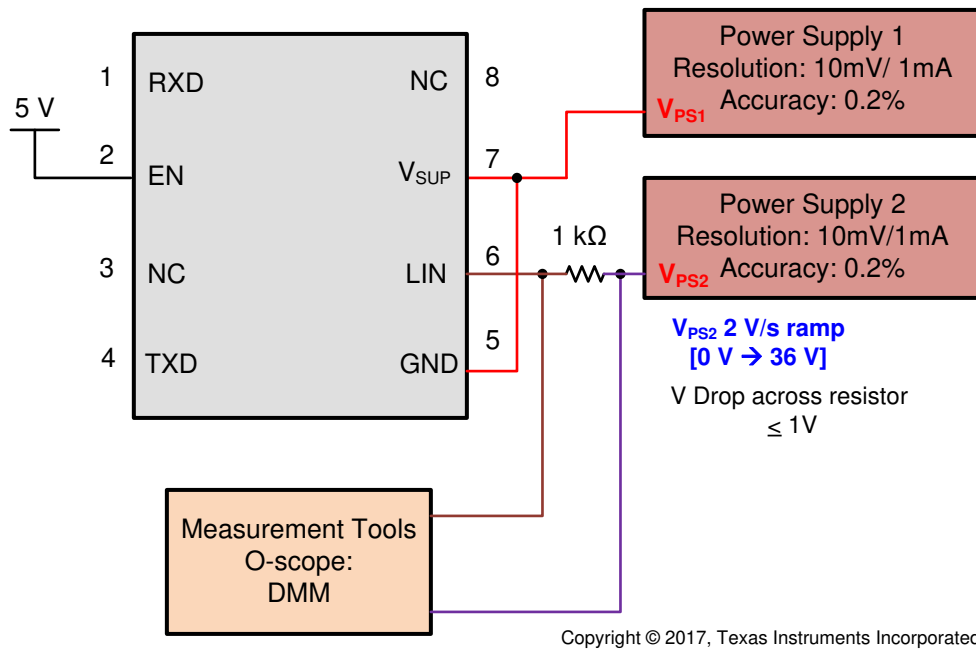 5 V
1
RXD
2
EN
3
NC
4
TXD
NC
8
VSUP
7
LIN
6
GND
5
1 kΩ
Power Supply 1
Resolution: 10mV/ 1mA
Accuracy: 0.2%
VPS1
Power Supply 2
Resolution: 10mV/1mA
Accuracy: 0.2%
VPS2
VPS2 2 V/s ramp
[0 V → 36 V]
V Drop across resistor
≤ 1V
Measurement Tools
O-scope:
DMM
Copyright © 2017, Texas Instruments Incorporated